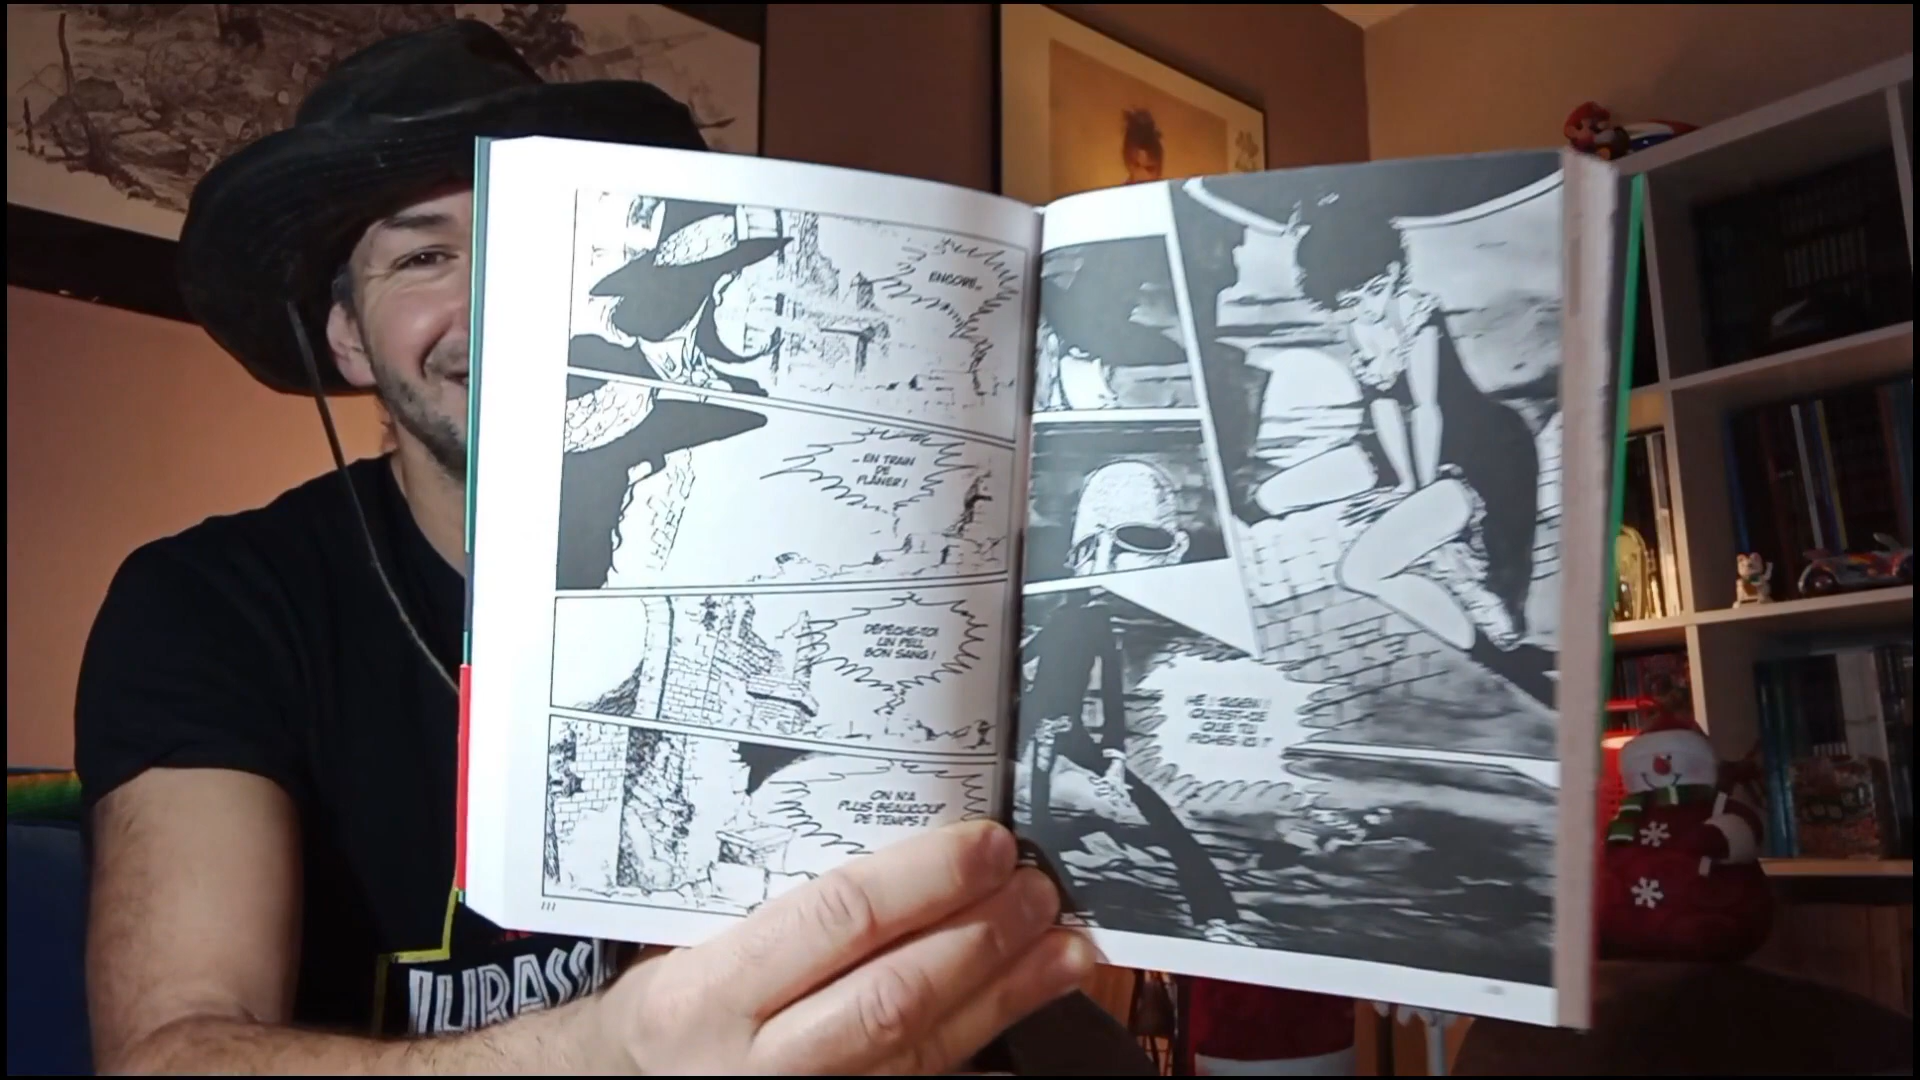 ENCORE...
... EN TRAIN
DE
FLÂNER !
DÉPÊCHE-TOI
UN PEU,
BON SANG !
ON N'A
PLUS BEAUCOUP
DE TEMPS !!
111
QU'EST-CE
QUE TU
FICHES ICI ?
JURASSI